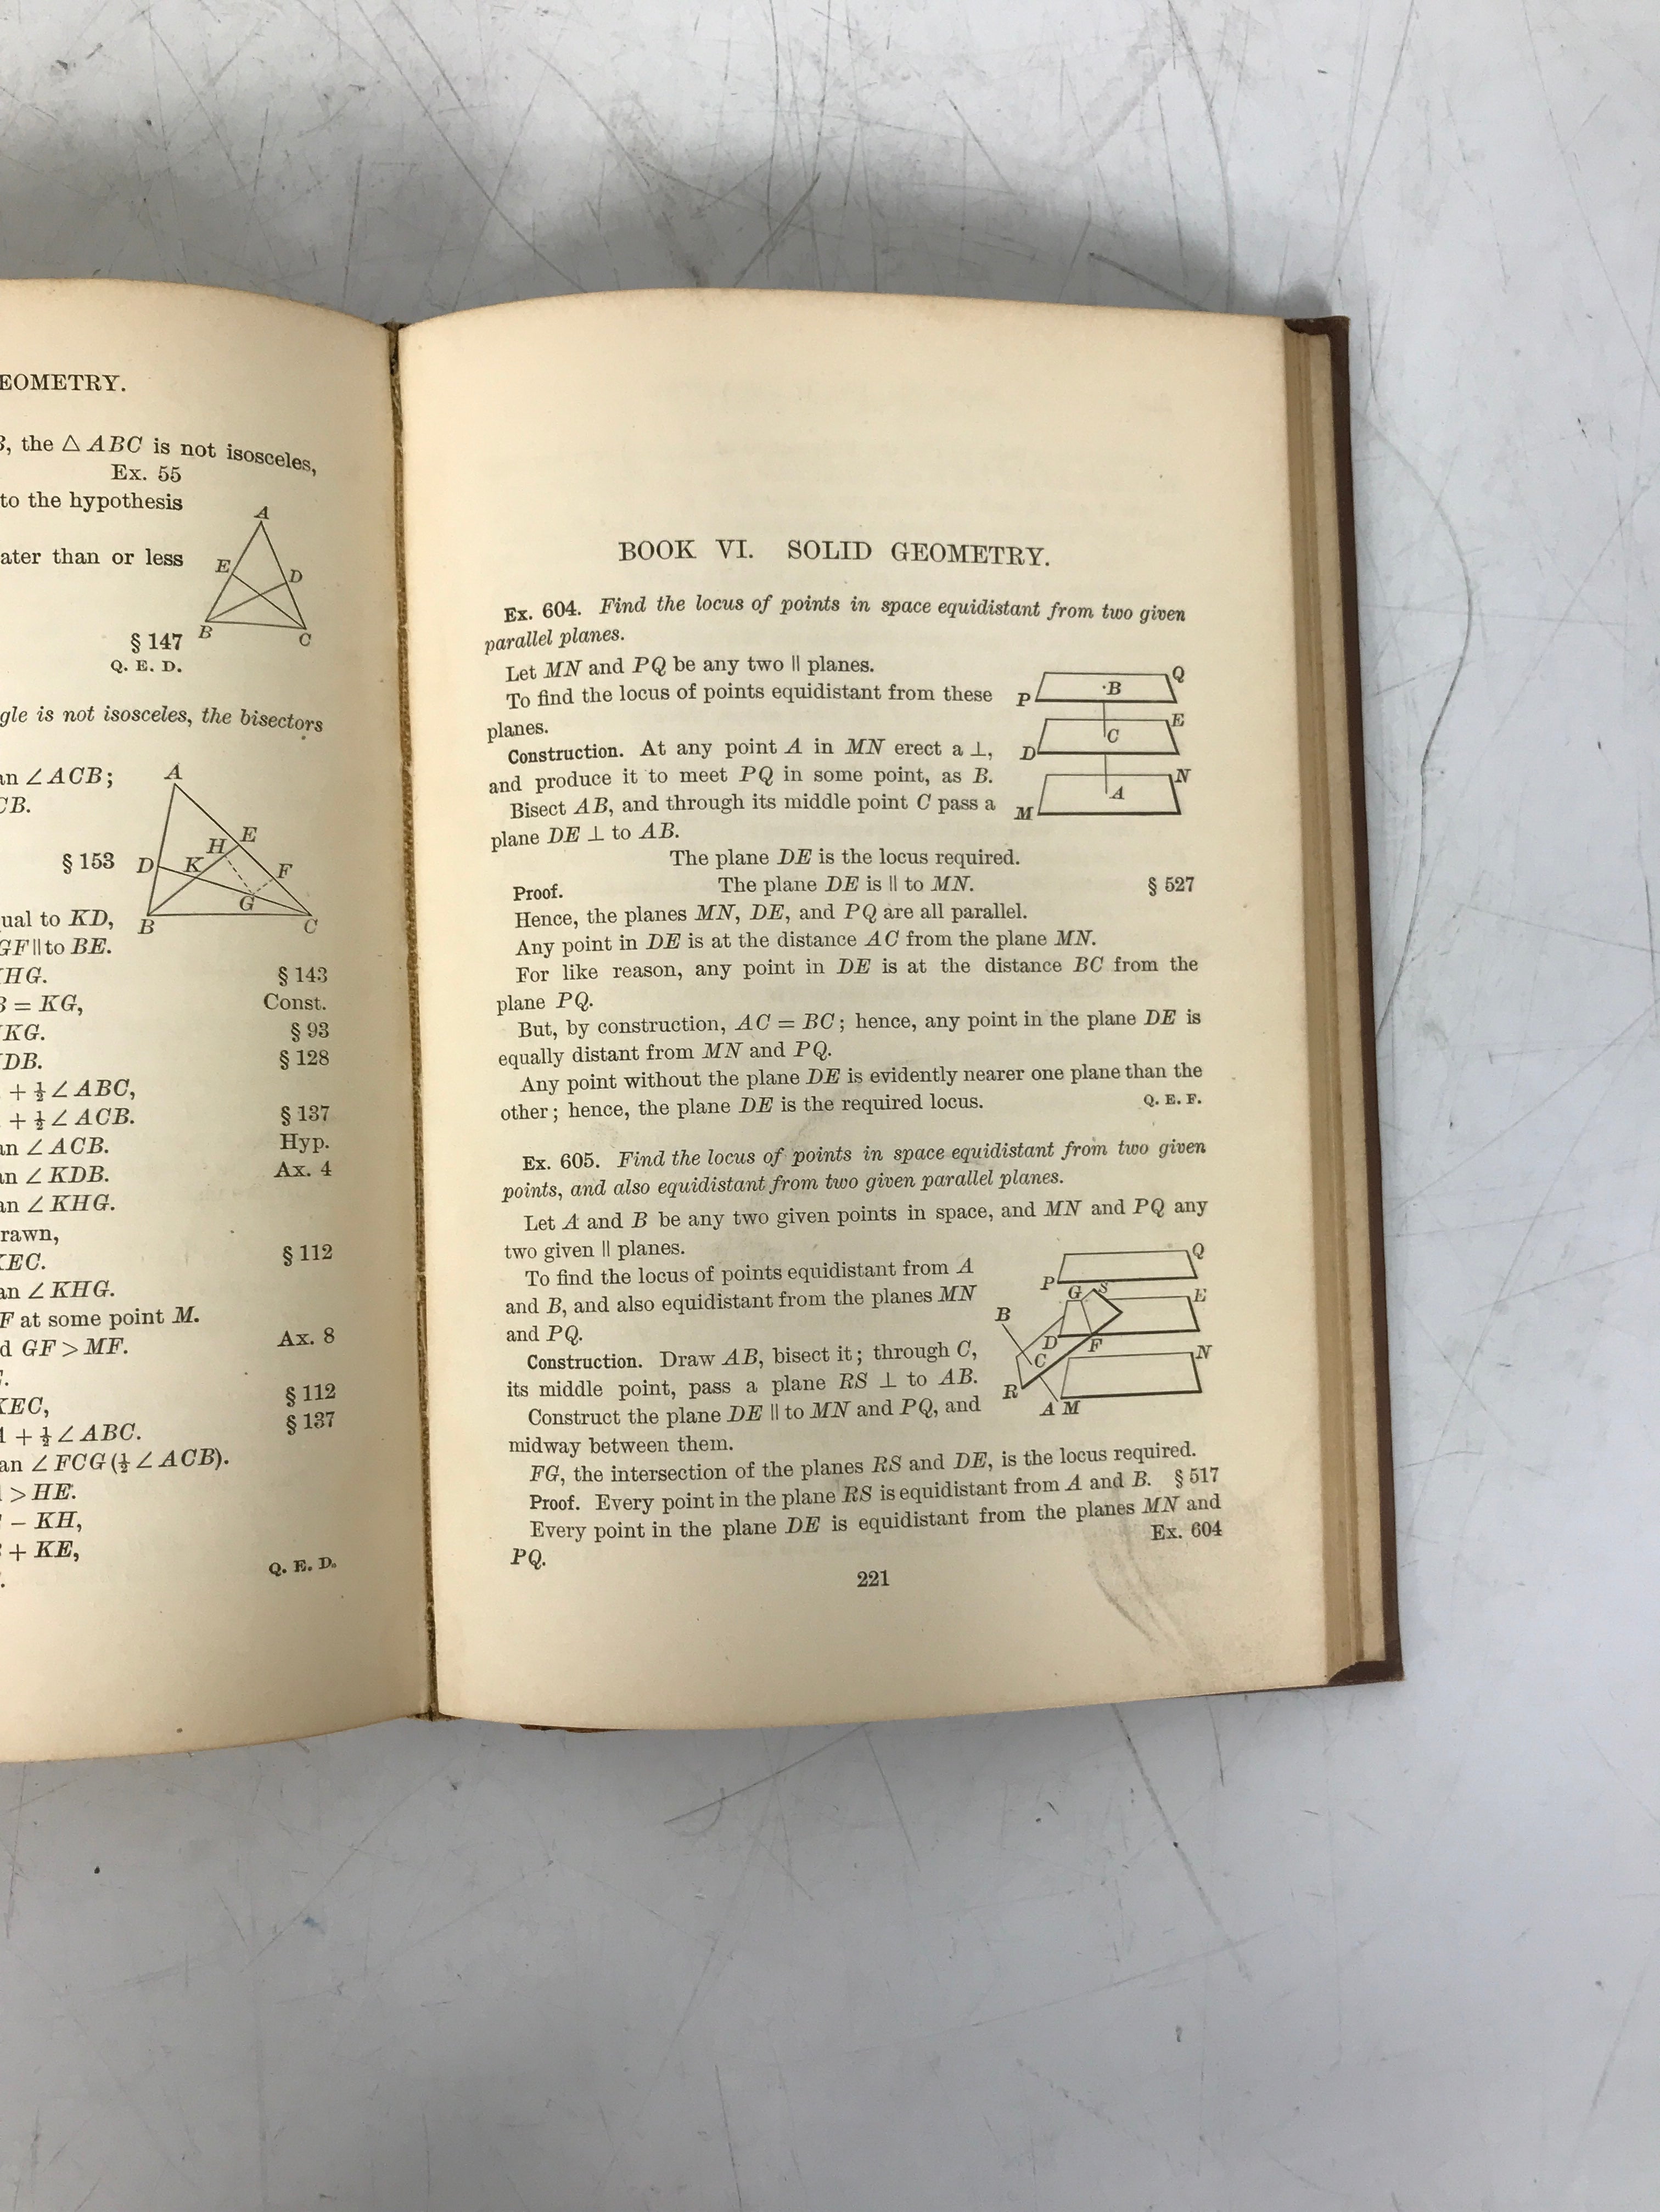 EOMETRY.
B, the △ ABC is not isosceles,
Ex. 55
to the hypothesis
ater than or less
§ 147
Q. E. D.
A
E
D
B
C
gle is not isosceles, the bisectors
an ∠ ACB;
CB.
§ 153
ual to KD,
GF || to BE.
HG.
§ 143
B = KG,
Const.
KG.
§ 93
DB.
§ 128
+ ½ ∠ ABC,
+ ½ ∠ ACB.
§ 137
an ∠ ACB.
Hyp.
an ∠ KDB.
Ax. 4
an ∠ KHG.
rawn,
KEC.
§ 112
an ∠ KHG.
F at some point M.
d GF > MF.
Ax. 8
KEC,
§ 112
+ ½ ∠ ABC.
§ 137
an ∠ FCG (½ ∠ ACB).
> HE.
– KH,
+ KE,
Q. E. D.
A
E
H
D
K
F
G
B
C
BOOK VI. SOLID GEOMETRY.
Ex. 604. Find the locus of points in space equidistant from two given
parallel planes.
Let MN and PQ be any two || planes.
To find the locus of points equidistant from these
planes.
Construction. At any point A in MN erect a ⊥,
and produce it to meet PQ in some point, as B.
Bisect AB, and through its middle point C pass a
plane DE ⊥ to AB.
Q
B
P
E
C
D
N
A
M
The plane DE is the locus required.
Proof. The plane DE is || to MN. § 527
Hence, the planes MN, DE, and PQ are all parallel.
Any point in DE is at the distance AC from the plane MN.
For like reason, any point in DE is at the distance BC from the
plane PQ.
But, by construction, AC = BC; hence, any point in the plane DE is
equally distant from MN and PQ.
Any point without the plane DE is evidently nearer one plane than the
other; hence, the plane DE is the required locus. Q. E. F.
Ex. 605. Find the locus of points in space equidistant from two given
points, and also equidistant from two given parallel planes.
Let A and B be any two given points in space, and MN and PQ any
two given || planes.
To find the locus of points equidistant from A
and B, and also equidistant from the planes MN
and PQ.
Construction. Draw AB, bisect it; through C,
its middle point, pass a plane RS ⊥ to AB.
Construct the plane DE || to MN and PQ, and
midway between them.
Q
P
G
S
E
B
D
F
C
N
R
A
M
FG, the intersection of the planes RS and DE, is the locus required.
Proof. Every point in the plane RS is equidistant from A and B. § 517
Every point in the plane DE is equidistant from the planes MN and
PQ. Ex. 604
221